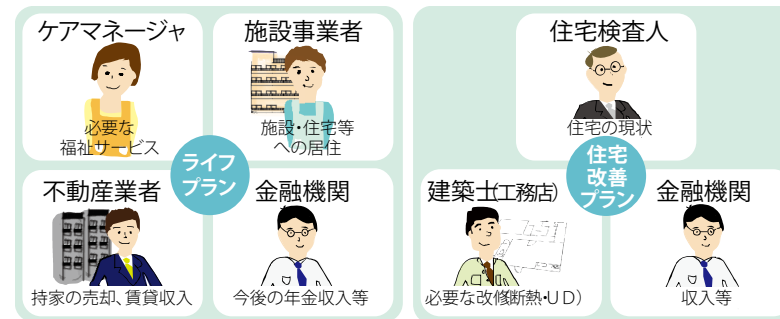 ケアマネージャ
必要な
福祉サービス
施設事業者
施設・住宅等
への居住
ライフ
プラン
不動産業者
持家の売却、賃貸収入
金融機関
今後の年金収入等
住宅検査人
住宅の現状
住宅
改善
プラン
建築士(工務店)
必要な改修(断熱・UD)
金融機関
収入等